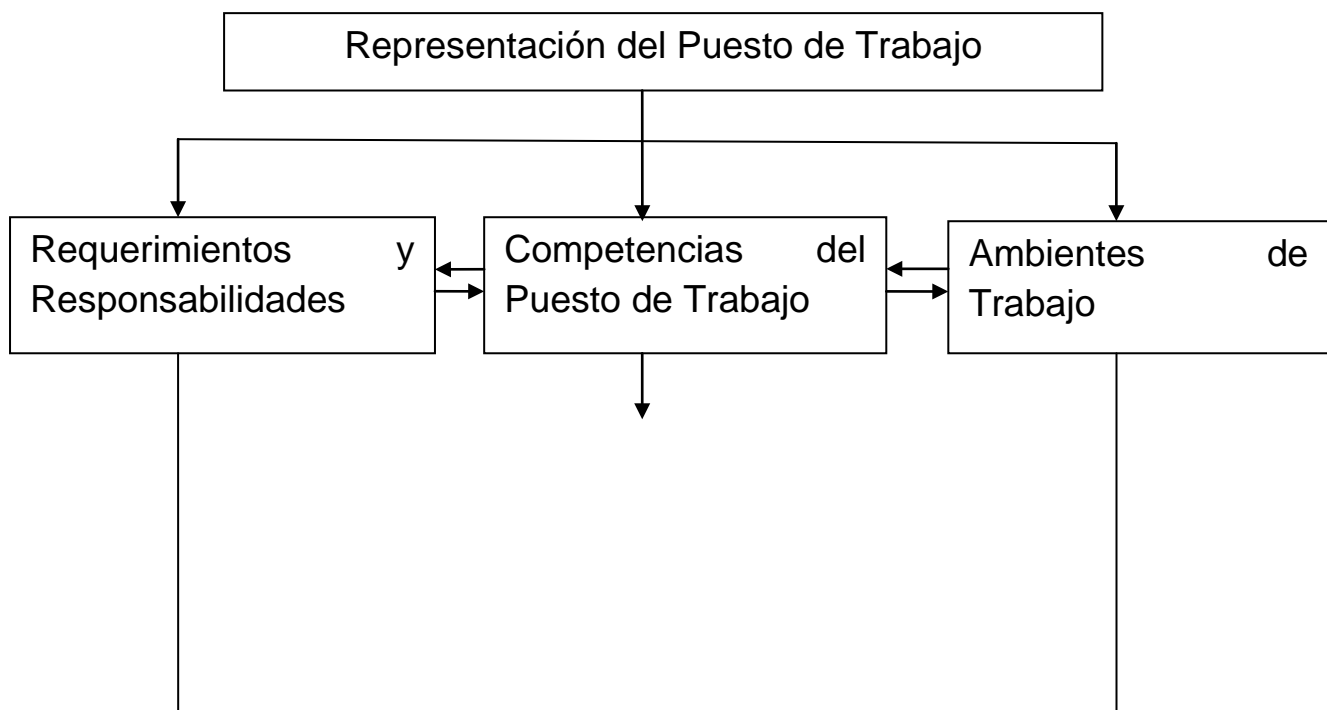 Representación del Puesto de Trabajo
Requerimientos y
Responsabilidades
Competencias del
Puesto de Trabajo
Ambientes de
Trabajo